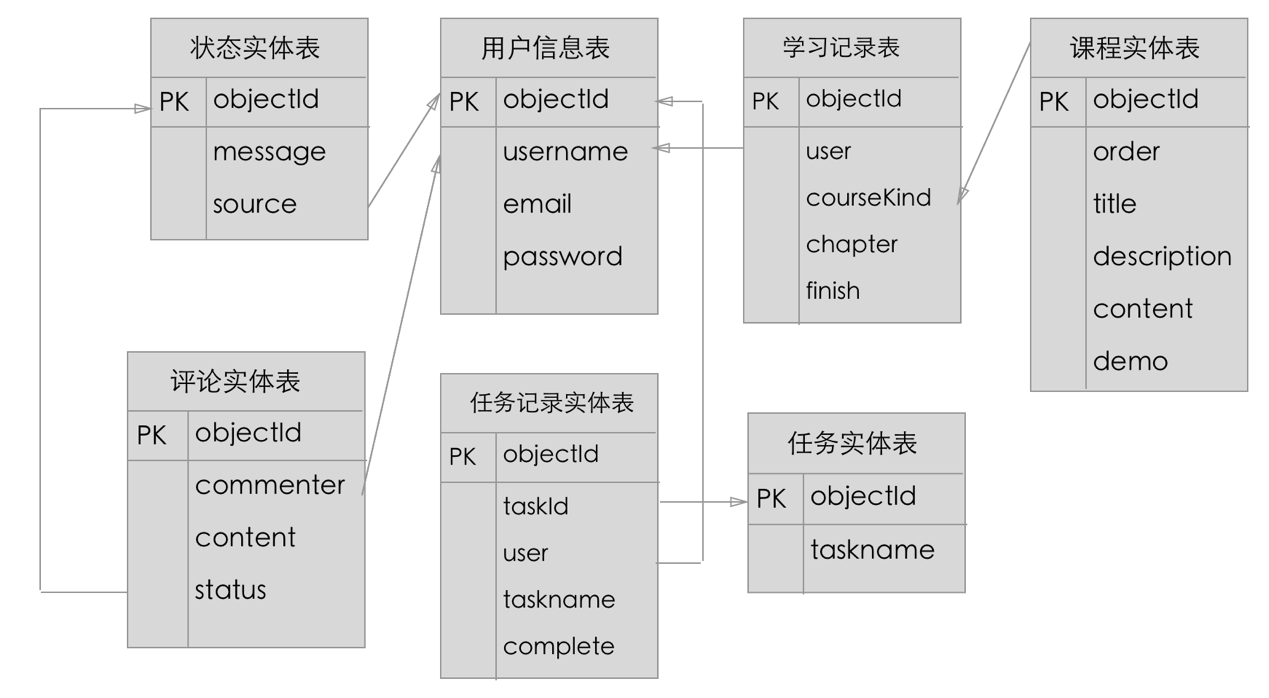 状态实体表
PK
objectId
message
source
用户信息表
PK
objectId
username
email
password
学习记录表
PK
objectId
user
courseKind
chapter
finish
课程实体表
PK
objectId
order
title
description
content
demo
评论实体表
PK
objectId
commenter
content
status
任务记录实体表
PK
objectId
taskId
user
taskname
complete
任务实体表
PK
objectId
taskname